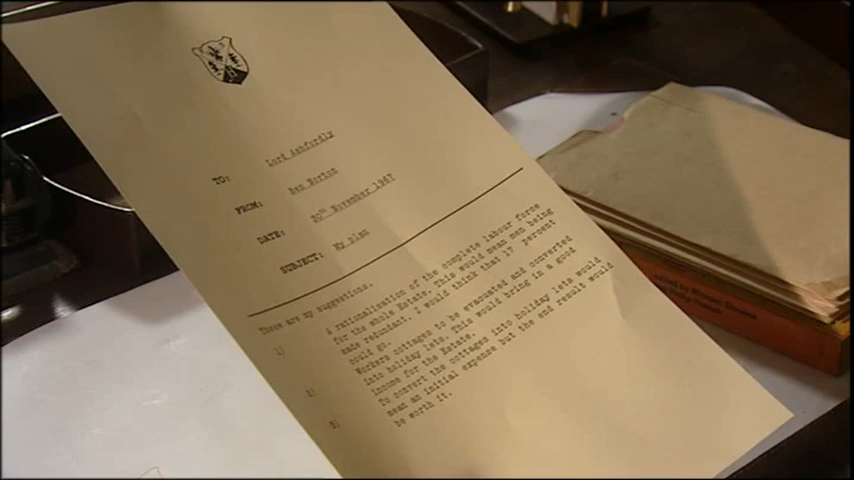 TO: Lord Ashfordly
FROM: Ben Norton
DATE: 30th November 1967
SUBJECT: My plan
These are my suggestions.
1) A rationalisation of the complete labour force
for the whole Estate. This would mean men being
made redundant. I would think that 17 percent
could go.
2) Workers cottages to be evacuated and converted
into holiday lets. This would bring in a good
income for the Estate.
3) To convert the cottages into holiday lets would
mean an initial expense but the end result would
be worth it.
by Michael